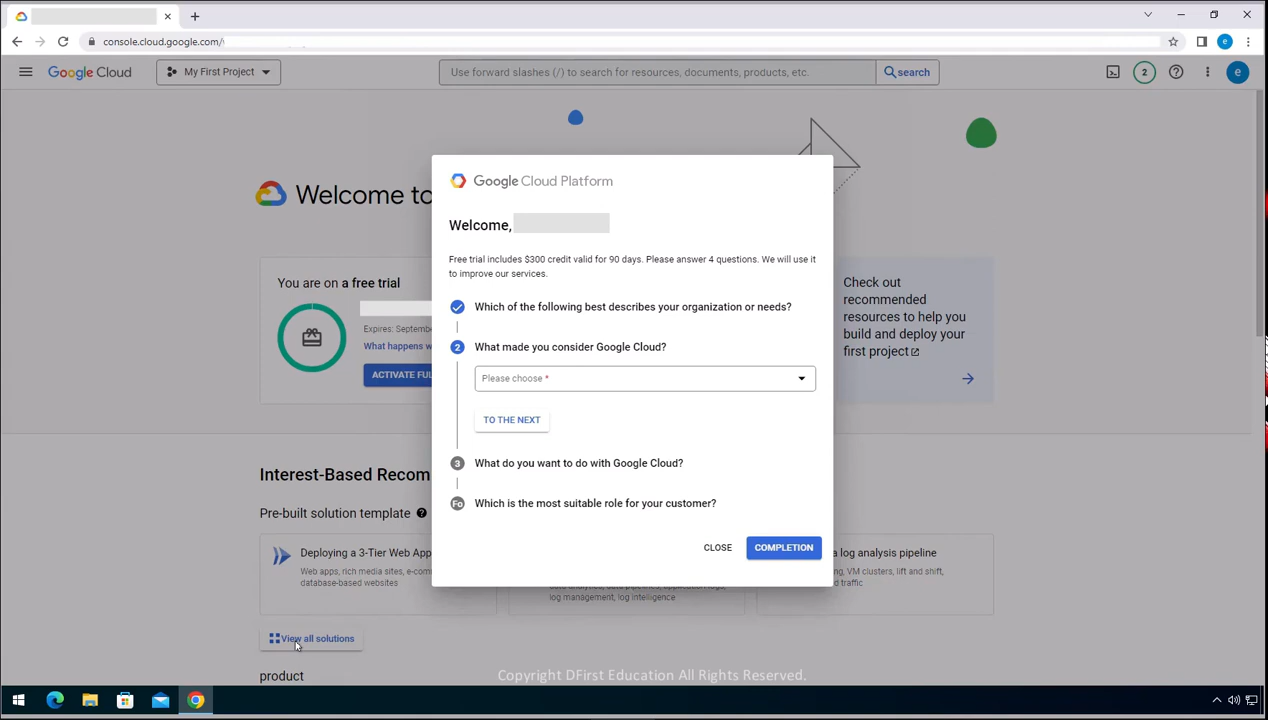 console.cloud.google.com/
Google Cloud
My First Project
Use forward slashes (/) to search for resources, documents, products, etc.
search
2
e
Welcome to
You are on a free trial
Expires: Septembe
What happens w
ACTIVATE FUL
Check out
recommended
resources to help you
build and deploy your
first project
Google Cloud Platform
Welcome,
Free trial includes $300 credit valid for 90 days. Please answer 4 questions. We will use it
to improve our services.
Which of the following best describes your organization or needs?
2 What made you consider Google Cloud?
Please choose *
TO THE NEXT
3 What do you want to do with Google Cloud?
Fo Which is the most suitable role for your customer?
CLOSE
COMPLETION
Interest-Based Recom
Pre-built solution template
Deploying a 3-Tier Web App
Web apps, rich media sites, e-com
database-based websites
log management, log intelligence
a log analysis pipeline
ng, VM clusters, lift and shift,
d traffic
View all solutions
product
Copyright DFirst Education All Rights Reserved.